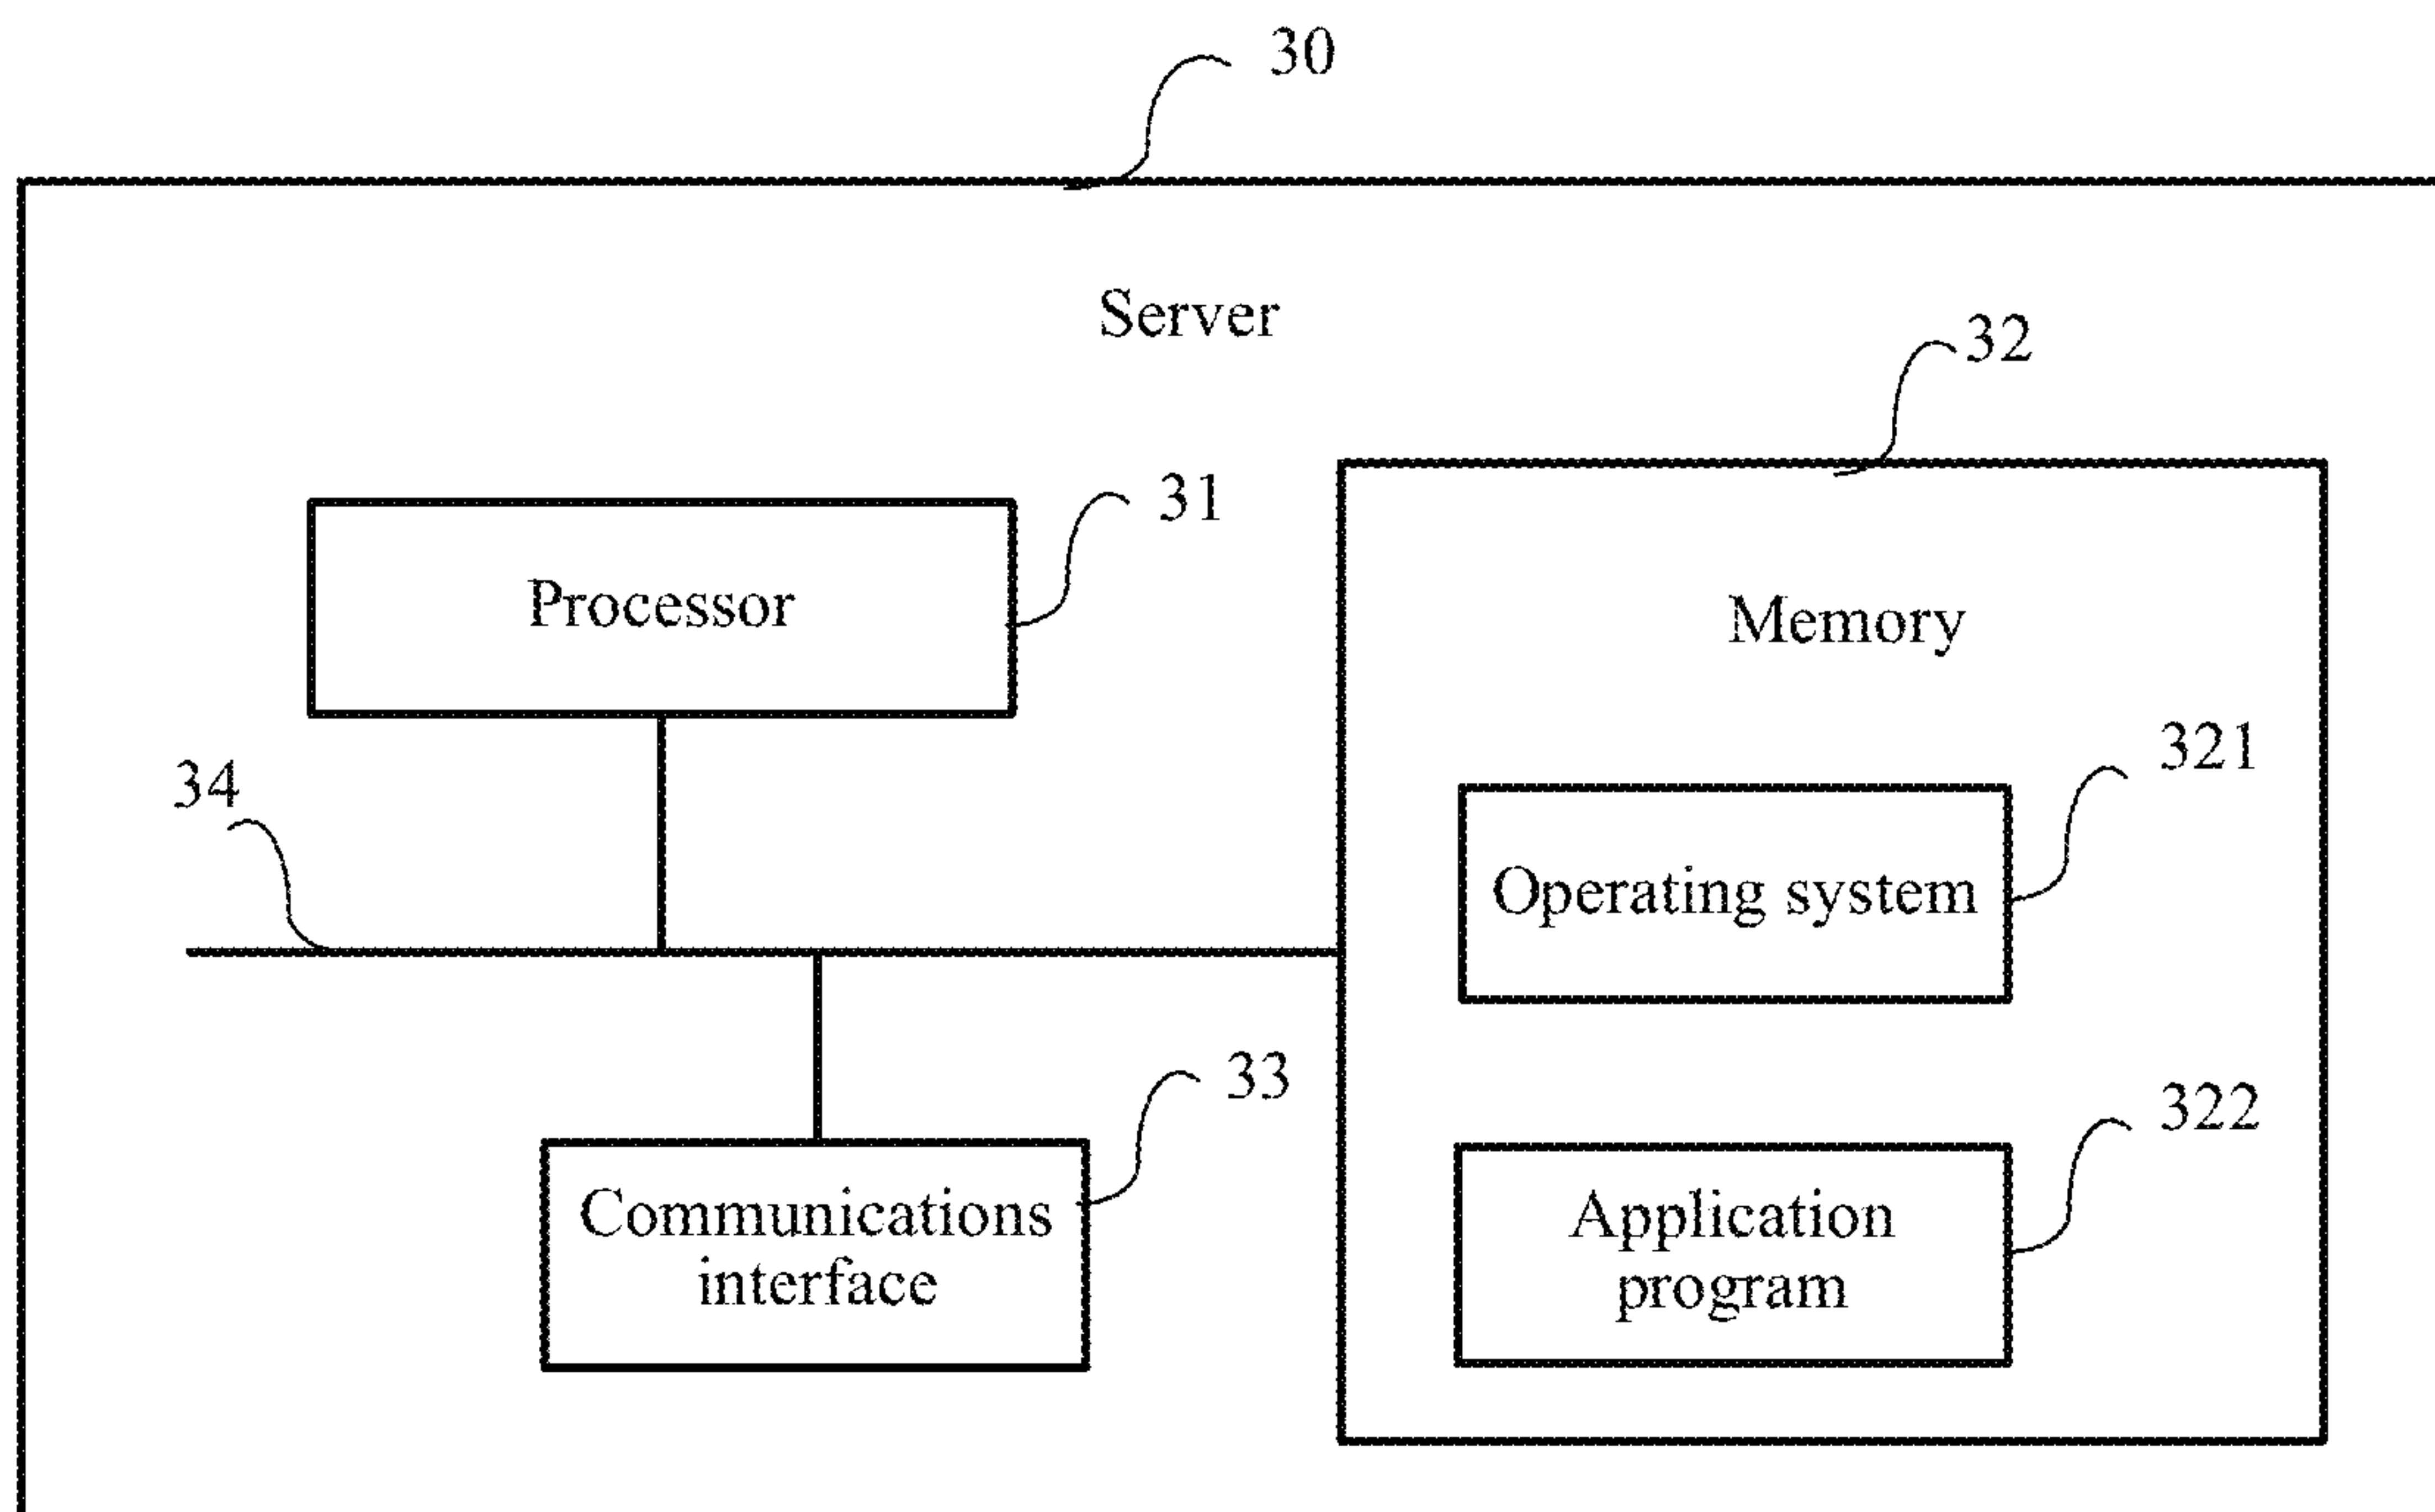 30
Server
32
31
Processor
Memory
321
34
Operating system
33
322
Communications
interface
Application
program